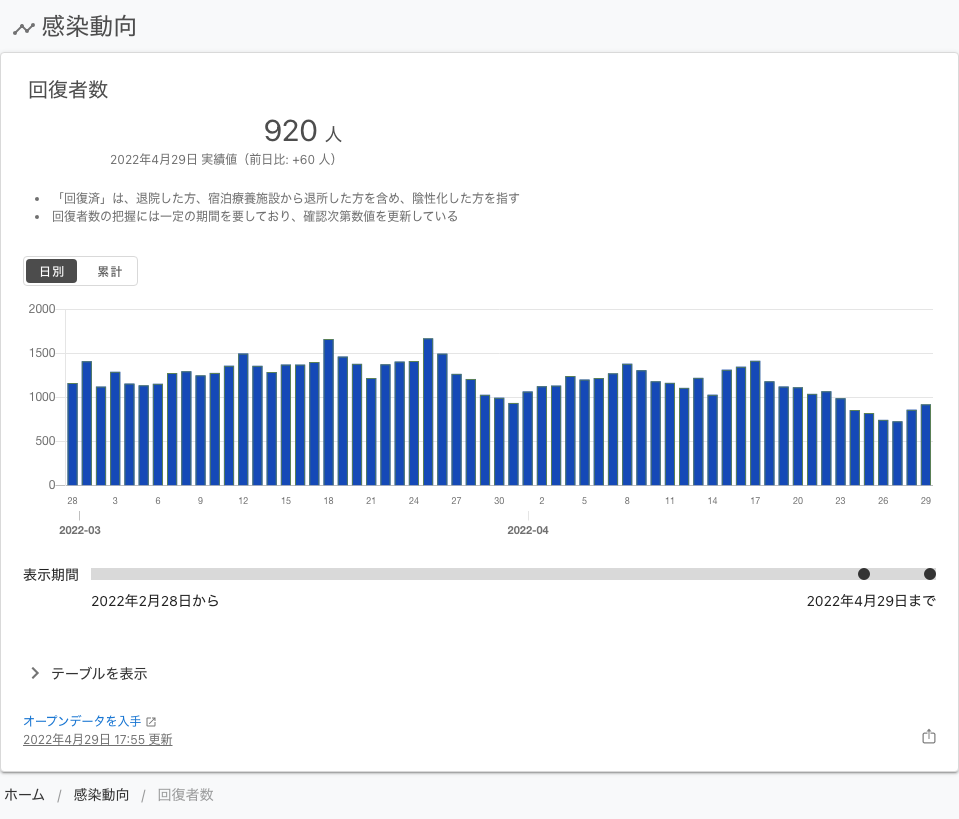 感染動向
回復者数
920 人
2022年4月29日 実績値（前日比: +60 人）
• 「回復済」は、退院した方、宿泊療養施設から退所した方を含め、陰性化した方を指す
• 回復者数の把握には一定の期間を要しており、確認次第数値を更新している
日別 累計
2000
1500
1000
500
0
28 3 6 9 12 15 18 21 24 27 30 2 5 8 11 14 17 20 23 26 29
2022-03 2022-04
表示期間
2022年2月28日から 2022年4月29日まで
テーブルを表示
オープンデータを入手
2022年4月29日 17:55 更新
ホーム / 感染動向 / 回復者数